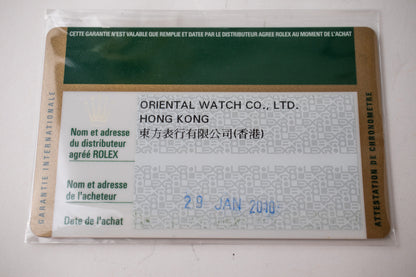 CETTE GARANTIE N'EST VALABLE QUE REMPLIE ET DATEE PAR LE DISTRIBUTEUR AGREE ROLEX AU MOMENT DE L'ACHAT
GARANTIE INTERNATIONALE
ORIENTAL WATCH CO., LTD.
HONG KONG
東方表行有限公司(香港)
Nom et adresse
du distributeur
agréé ROLEX
Nom et adresse
de l'acheteur
Date de l'achat
29 JAN 2010
ATTESTATION DE CHRONOMETRE